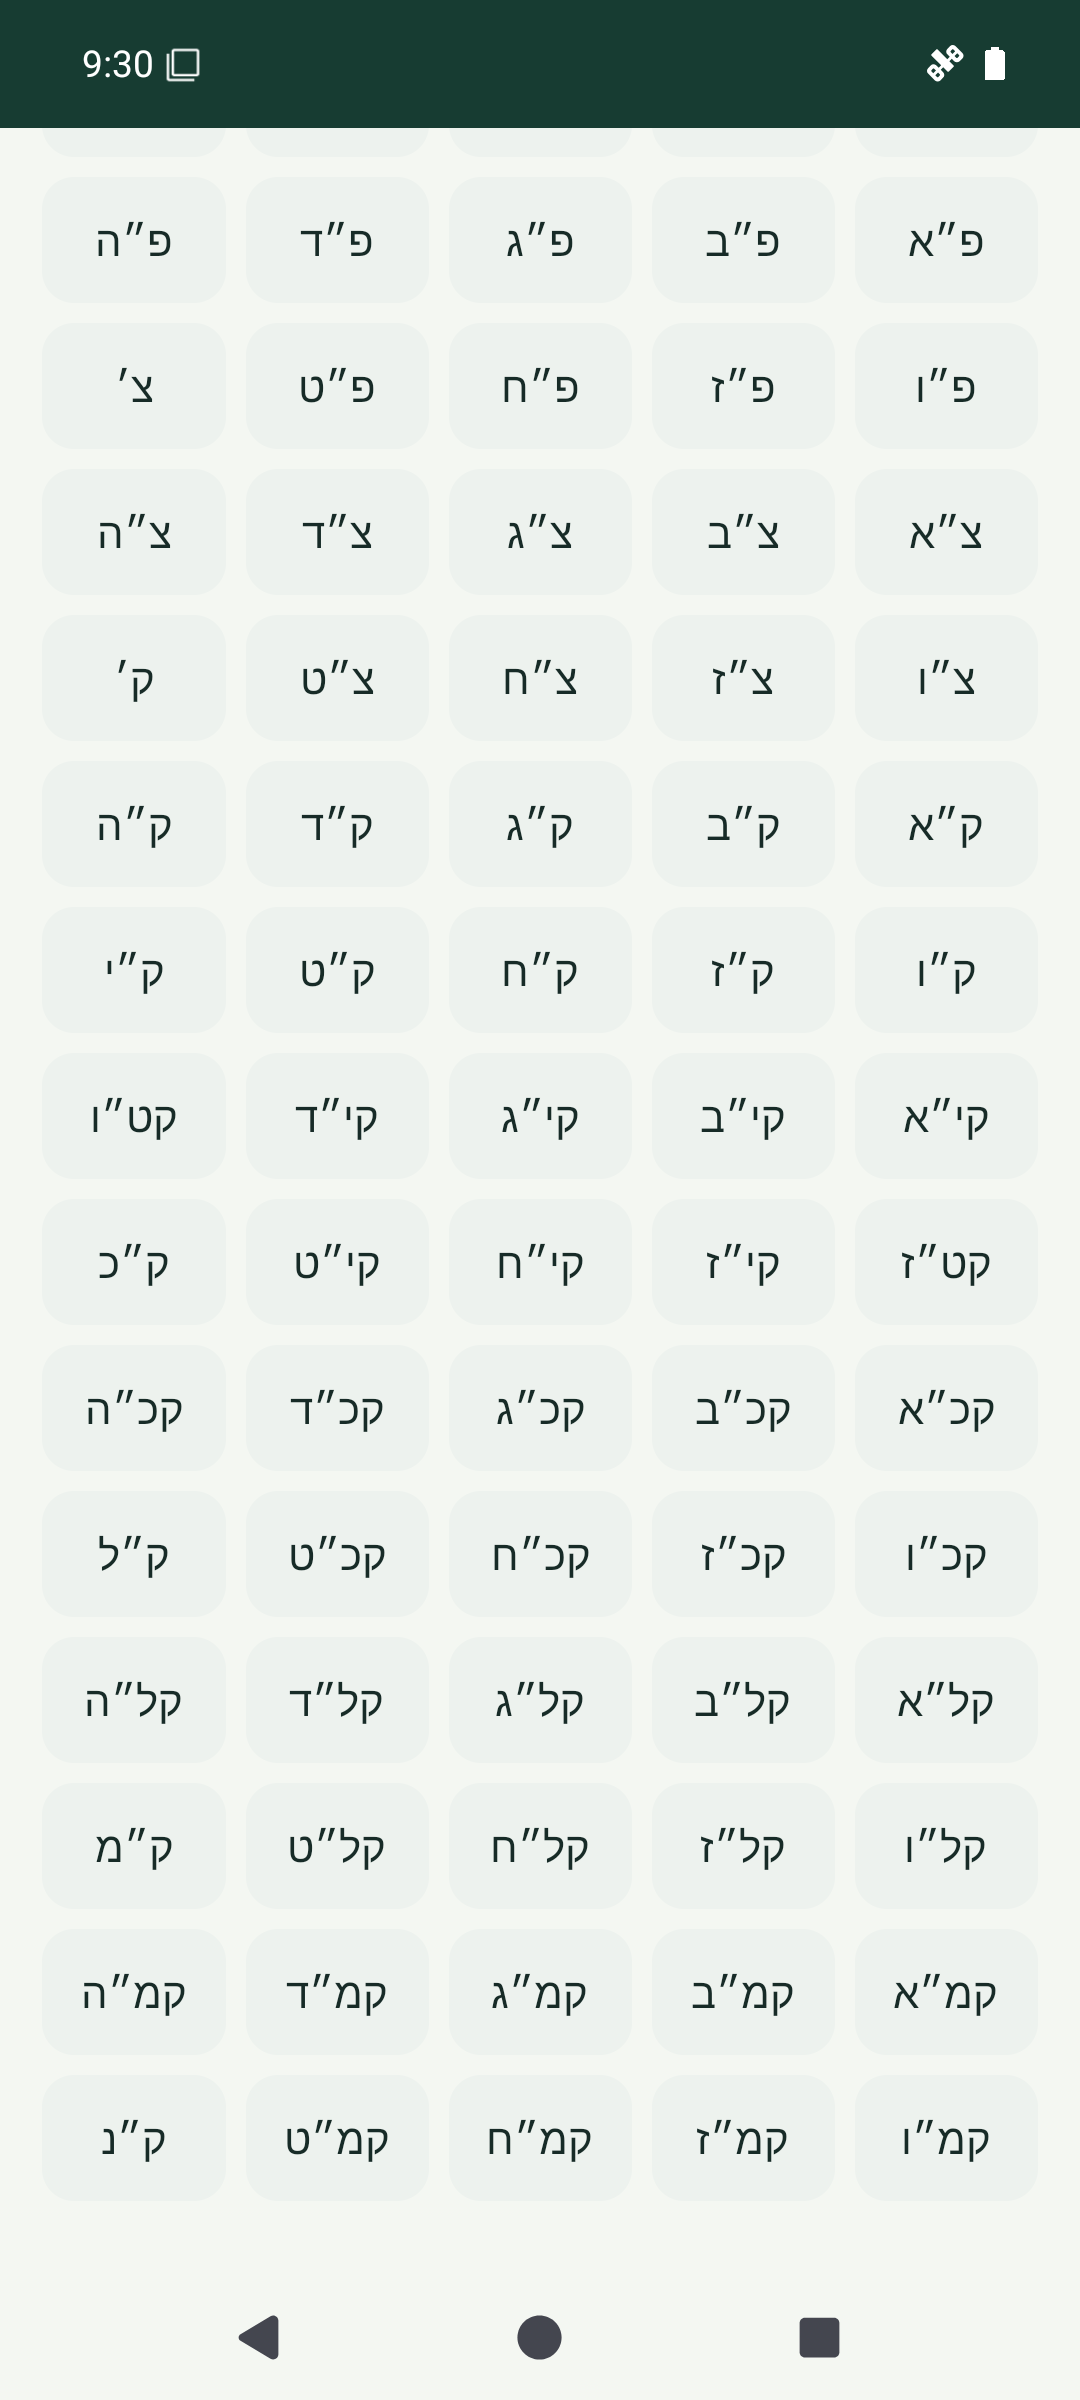 9:30
פ״א פ״ב פ״ג פ״ד פ״ה
פ״ו פ״ז פ״ח פ״ט צ׳
צ״א צ״ב צ״ג צ״ד צ״ה
צ״ו צ״ז צ״ח צ״ט ק׳
ק״א ק״ב ק״ג ק״ד ק״ה
ק״ו ק״ז ק״ח ק״ט ק״י
קי״א קי״ב קי״ג קי״ד קט״ו
קט״ז קי״ז קי״ח קי״ט ק״כ
קכ״א קכ״ב קכ״ג קכ״ד קכ״ה
קכ״ו קכ״ז קכ״ח קכ״ט ק״ל
קל״א קל״ב קל״ג קל״ד קל״ה
קל״ו קל״ז קל״ח קל״ט ק״מ
קמ״א קמ״ב קמ״ג קמ״ד קמ״ה
קמ״ו קמ״ז קמ״ח קמ״ט ק״נ